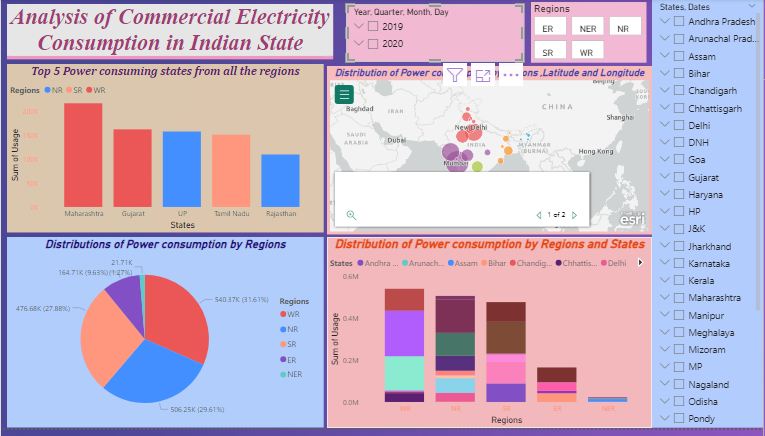 Analysis of Commercial Electricity
Consumption in Indian State
Year, Quarter, Month, Day
2019
2020
Regions
ER
NER
NR
SR
WR
States, Dates
Andhra Pradesh
Arunachal Prad...
Assam
Bihar
Chandigarh
Chhattisgarh
Delhi
DNH
Goa
Gujarat
Haryana
HP
J&K
Jharkhand
Karnataka
Kerala
Maharashtra
Manipur
Meghalaya
Mizoram
MP
Nagaland
Odisha
Pondy
Top 5 Power consuming states from all the regions
Regions NR SR WR
Sum of Usage
Maharashtra
Gujarat
UP
Tamil Nadu
Rajasthan
States
Distribution of Power ,Latitude and Longitude
Baghdad
IRAN
CHINA
Shanghai
SAUDI
ARABIA
Dubai
New Delhi
INDIA
MYANMAR
(BURMA)
Hong Kong
Mumbai
1 of 2
esri
Distributions of Power consumption by Regions
21.71K
164.71K (9.63%) (1.27%)
540.37K (31.61%)
476.68K (27.88%)
506.25K (29.61%)
Regions
WR
NR
SR
ER
NER
Distribution of Power consumption by Regions and States
States Andhra ... Arunach... Assam Bihar Chandig... Chhattis... Delhi
Sum of Usage
0.6M
0.4M
0.2M
0.0M
WR
NR
SR
ER
NER
Regions